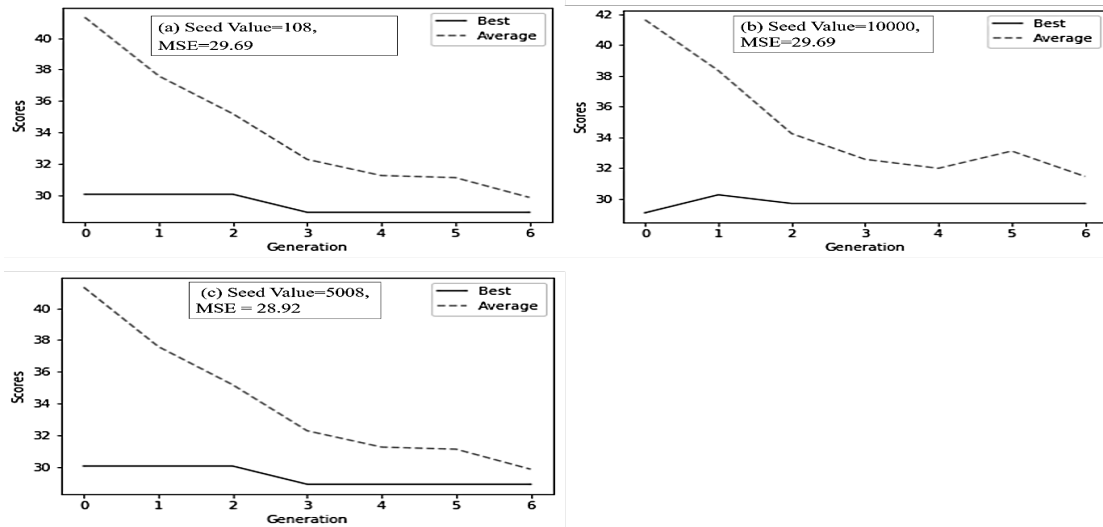 (a) Seed Value=108,
MSE=29.69
Best
Average
40
38
36
34
32
30
Scores
0 1 2 3 4 5 6
Generation
(b) Seed Value=10000,
MSE=29.69
Best
Average
42
40
38
36
34
32
30
Scores
0 1 2 3 4 5 6
Generation
(c) Seed Value=5008,
MSE = 28.92
Best
Average
40
38
36
34
32
30
Scores
0 1 2 3 4 5 6
Generation